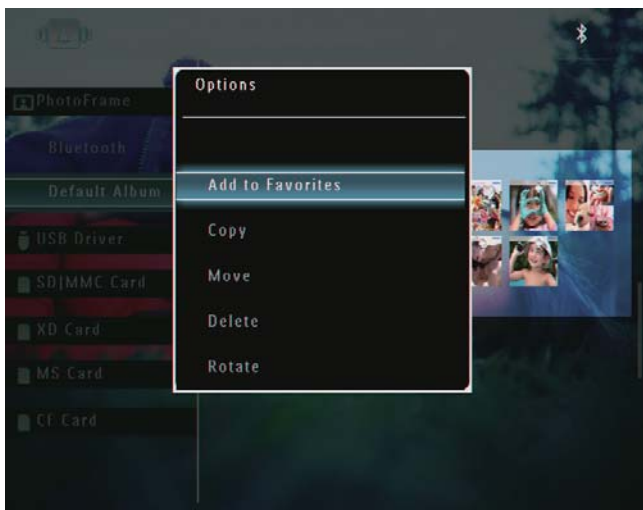 PhotoFrame
Bluetooth
Default Album
USB Driver
SD|MMC Card
XD Card
MS Card
CF Card
Options
Add to Favorites
Copy
Move
Delete
Rotate